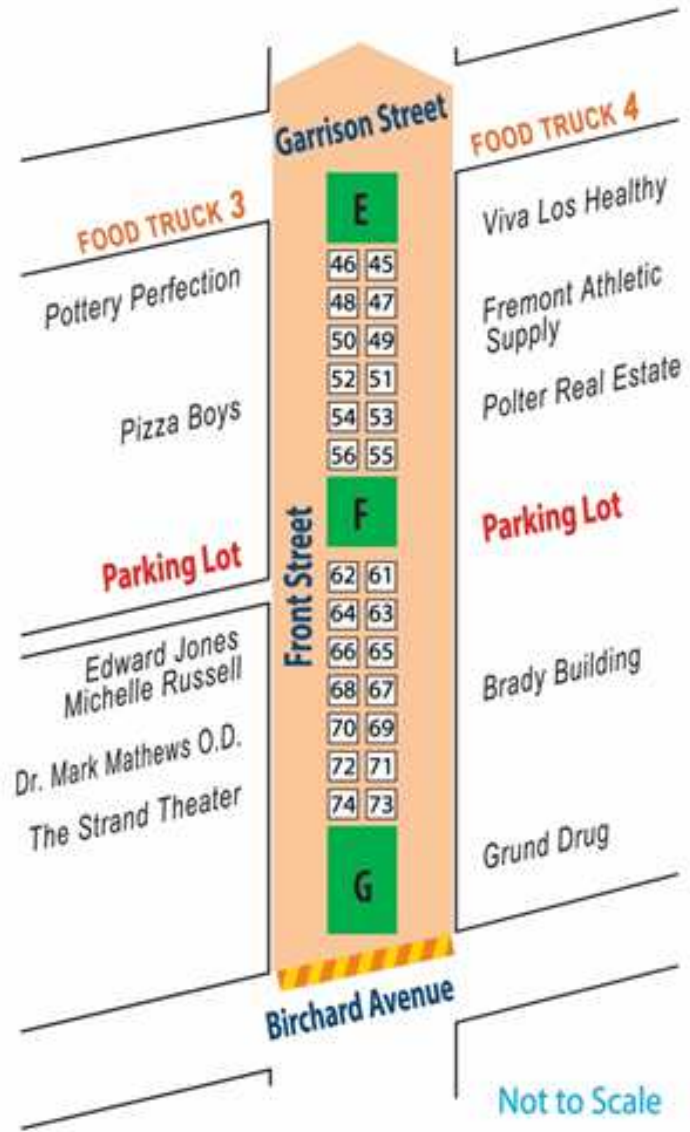 Garrison Street
FOOD TRUCK 4
FOOD TRUCK 3
E
Viva Los Healthy
46 45
Pottery Perfection
48 47
Fremont Athletic
Supply
50 49
52 51
Polter Real Estate
Pizza Boys
54 53
56 55
F
Parking Lot
Parking Lot
Front Street
62 61
64 63
Edward Jones
Michelle Russell
66 65
68 67
Brady Building
70 69
Dr. Mark Mathews O.D.
72 71
74 73
The Strand Theater
Grund Drug
G
Birchard Avenue
Not to Scale